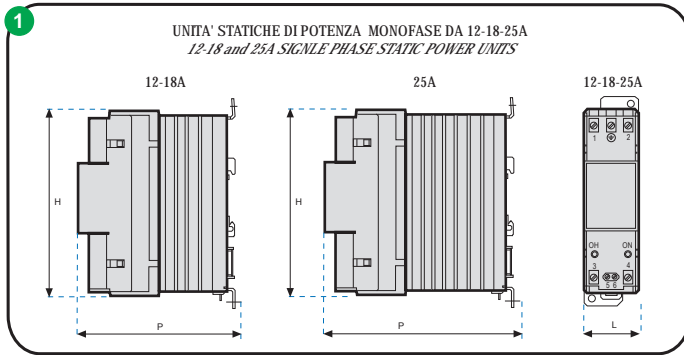 1
UNITA' STATICHE DI POTENZA MONOFASE DA 12-18-25A
12-18 and 25A SIGNLE PHASE STATIC POWER UNITS
12-18A
25A
12-18-25A
H
P
H
P
1 2
OH ON
3 4
5 6
L